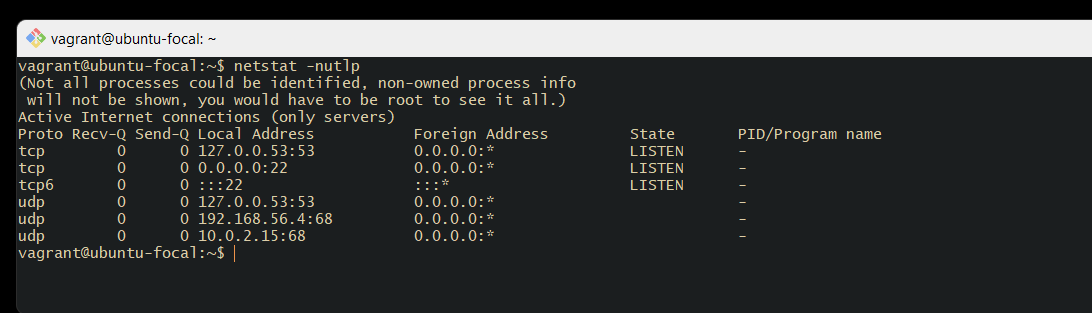 vagrant@ubuntu-focal: ~
vagrant@ubuntu-focal:~$ netstat -nutlp
(Not all processes could be identified, non-owned process info
 will not be shown, you would have to be root to see it all.)
Active Internet connections (only servers)
Proto Recv-Q Send-Q Local Address           Foreign Address         State       PID/Program name
tcp        0      0 127.0.0.53:53           0.0.0.0:*               LISTEN      -
tcp        0      0 0.0.0.0:22              0.0.0.0:*               LISTEN      -
tcp6       0      0 :::22                   :::*                    LISTEN      -
udp        0      0 127.0.0.53:53           0.0.0.0:*                           -
udp        0      0 192.168.56.4:68         0.0.0.0:*                           -
udp        0      0 10.0.2.15:68            0.0.0.0:*                           -
vagrant@ubuntu-focal:~$